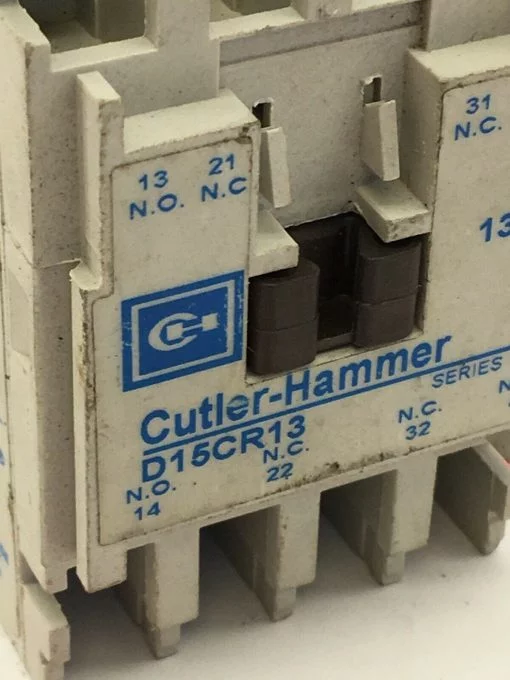 13 21 31
N.O. N.C N.C.
13
Cutler-Hammer
SERIES
D15CR13
N.O. N.C. N.C.
14 22 32